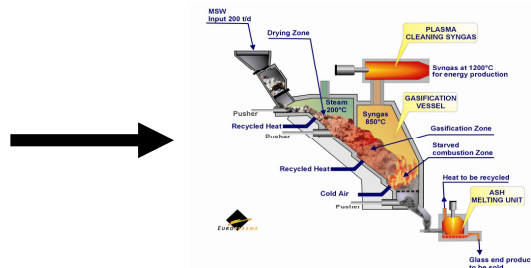 MSW
Input 200 t/d
Drying Zone
PLASMA
CLEANING SYNGAS
Syngas at 1200°C
for energy production
GASIFICATION
VESSEL
Steam
200°C
Syngas
850°C
Pusher
Recycled Heat
Pusher
Gasification Zone
Starved
combustion Zone
Recycled Heat
Cold Air
Pusher
Heat to be recycled
ASH
MELTING UNIT
EUROPLASMA
Glass end produc
to be sold